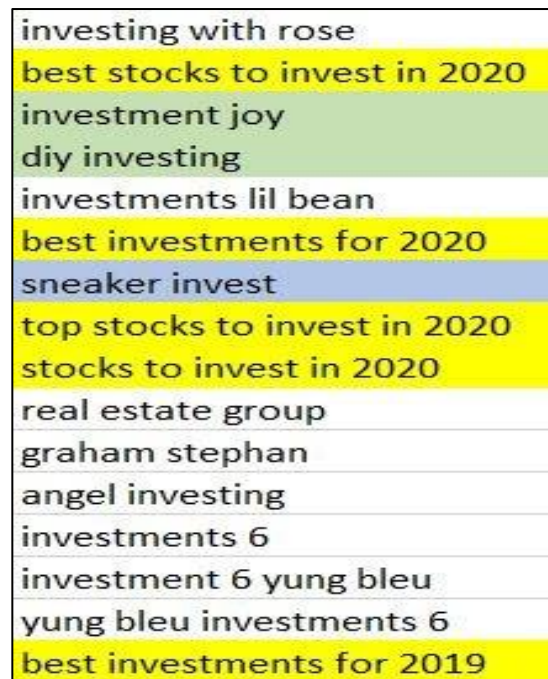 investing with rose
best stocks to invest in 2020
investment joy
diy investing
investments lil bean
best investments for 2020
sneaker invest
top stocks to invest in 2020
stocks to invest in 2020
real estate group
graham stephan
angel investing
investments 6
investment 6 yung bleu
yung bleu investments 6
best investments for 2019